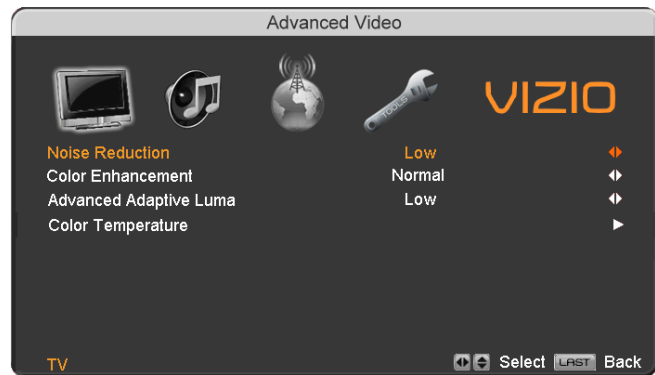 Advanced Video
TOOLS
VIZIO
Noise Reduction Low
Color Enhancement Normal
Advanced Adaptive Luma Low
Color Temperature
TV Select LAST Back